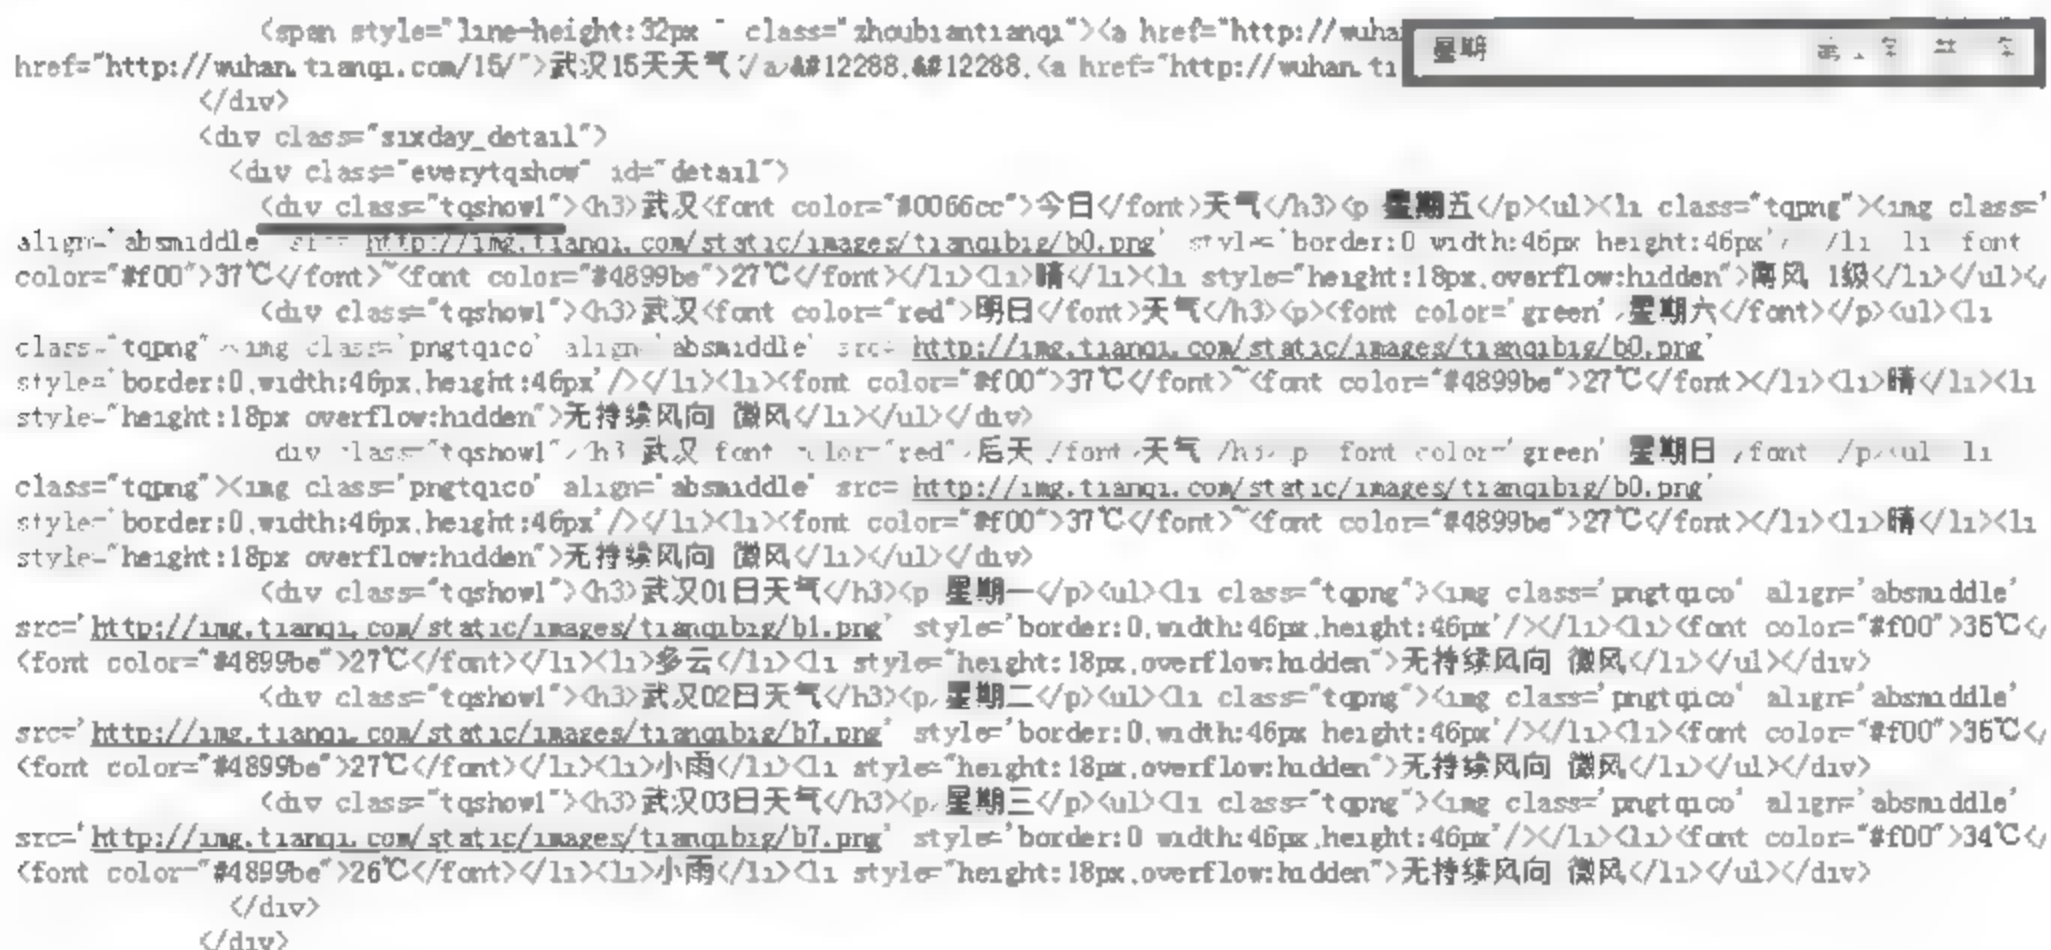 <span style="line-height:32px " class="zhoubiantianqi"><a href="http://wuha
星期
href="http://wuhan.tianqi.com/15/">武汉15天天气</a>&#12288,&#12288,<a href="http://wuhan.ti
</div>
<div class="sixday_detail">
<div class="everytqshow" id="detail">
<div class="tqshow1"><h3>武汉<font color="#0066cc">今日</font>天气</h3><p 星期五</p><ul><li class="tqpng"><img class='
align='absmiddle' src= http://img.tianqi.com/static/images/tianqibig/b0.png' style='border:0 width:46px height:46px'/ /li li font
color="#f00">37℃</font>~<font color="#4899be">27℃</font></li><li>晴</li><li style="height:18px,overflow:hidden">南风 1级</li></ul></
<div class="tqshow1"><h3>武汉<font color="red">明日</font>天气</h3><p><font color='green' 星期六</font></p><ul><li
class="tqpng" <img class='pngtqico' align='absmiddle' src= http://img.tianqi.com/static/images/tianqibig/b0.png'
style='border:0,width:46px,height:46px'/></li><li><font color="#f00">37℃</font>~<font color="#4899be">27℃</font></li><li>晴</li><li
style="height:18px overflow:hidden">无持续风向 微风</li></ul></div>
div class="tqshow1" /h3 武汉 font color="red" 后天 /font 天气 /h3 p font color='green' 星期日 /font /p ul li
class="tqpng"><img class='pngtqico' align='absmiddle' src= http://img.tianqi.com/static/images/tianqibig/b0.png'
style='border:0,width:46px,height:46px'/></li><li><font color="#f00">37℃</font>~<font color="#4899be">27℃</font></li><li>晴</li><li
style="height:18px overflow:hidden">无持续风向 微风</li></ul></div>
<div class="tqshow1"><h3>武汉01日天气</h3><p 星期一</p><ul><li class="tqpng"><img class='pngtqico' align='absmiddle'
src='http://img.tianqi.com/static/images/tianqibig/b1.png' style='border:0,width:46px,height:46px'/></li><li><font color="#f00">35℃</
<font color="#4899be">27℃</font></li><li>多云</li><li style="height:18px,overflow:hidden">无持续风向 微风</li></ul></div>
<div class="tqshow1"><h3>武汉02日天气</h3><p 星期二</p><ul><li class="tqpng"><img class='pngtqico' align='absmiddle'
src='http://img.tianqi.com/static/images/tianqibig/b7.png' style='border:0,width:46px height:46px'/></li><li><font color="#f00">35℃</
<font color="#4899be">27℃</font></li><li>小雨</li><li style="height:18px,overflow:hidden">无持续风向 微风</li></ul></div>
<div class="tqshow1"><h3>武汉03日天气</h3><p 星期三</p><ul><li class="tqpng"><img class='pngtqico' align='absmiddle'
src='http://img.tianqi.com/static/images/tianqibig/b7.png' style='border:0 width:46px,height:46px'/></li><li><font color="#f00">34℃</
<font color="#4899be">26℃</font></li><li>小雨</li><li style="height:18px,overflow:hidden">无持续风向 微风</li></ul></div>
</div>
</div>